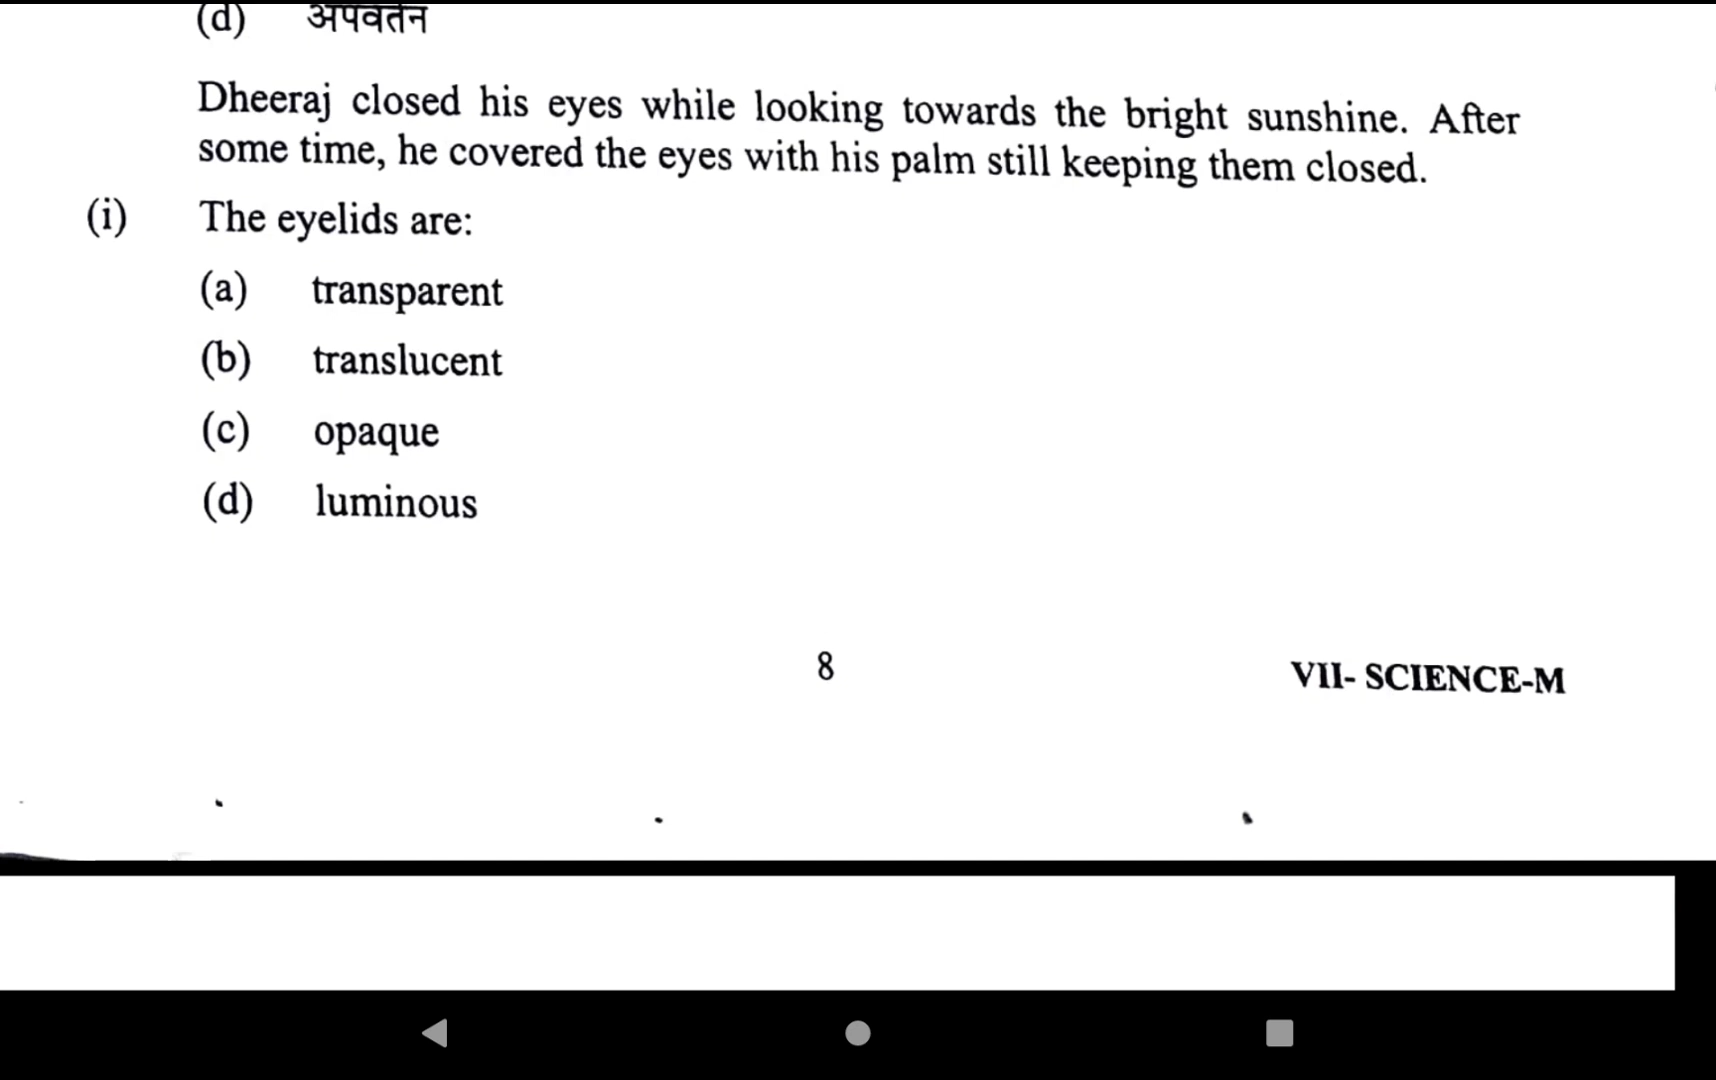 (d) अपवर्तन
Dheeraj closed his eyes while looking towards the bright sunshine. After
some time, he covered the eyes with his palm still keeping them closed.
(i) The eyelids are:
(a) transparent
(b) translucent
(c) opaque
(d) luminous
8
VII- SCIENCE-M